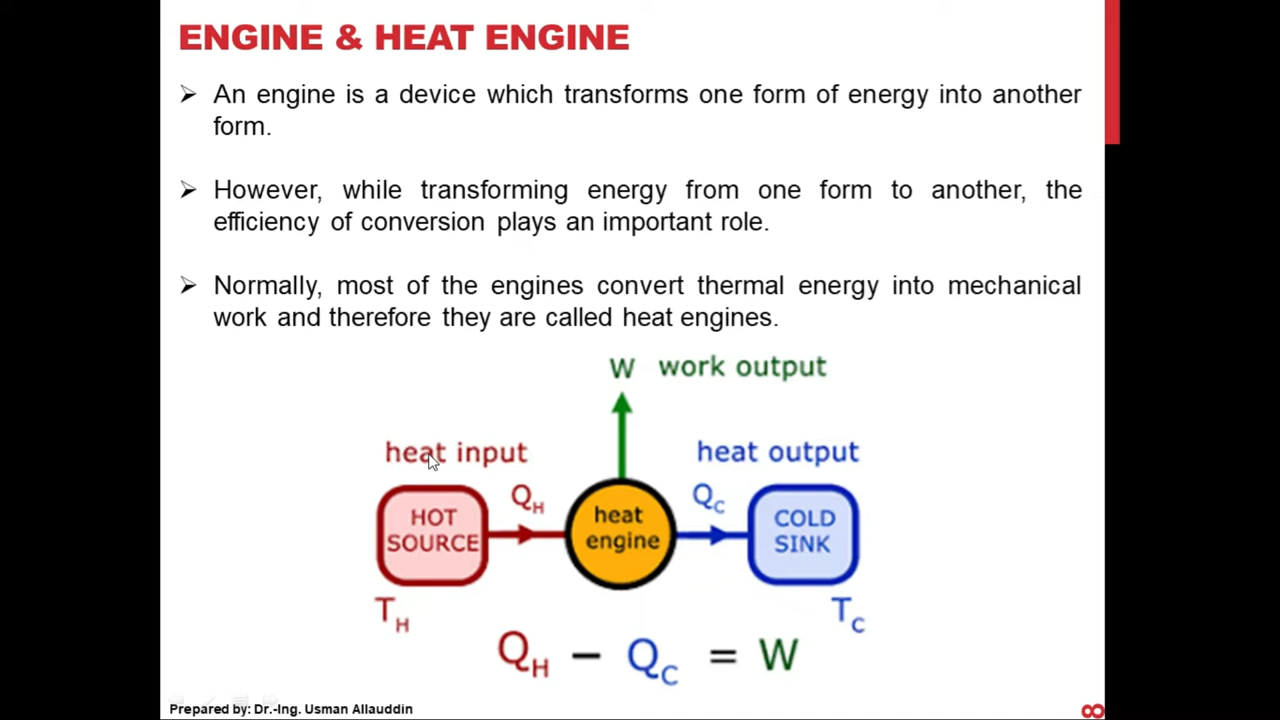 ENGINE & HEAT ENGINE
➢ An engine is a device which transforms one form of energy into another
form.
➢ However, while transforming energy from one form to another, the
efficiency of conversion plays an important role.
➢ Normally, most of the engines convert thermal energy into mechanical
work and therefore they are called heat engines.
W work output
heat input
heat output
QH
QC
HOT
SOURCE
heat
engine
COLD
SINK
TH
TC
QH − QC = W
Prepared by: Dr.-Ing. Usman Allauddin
8